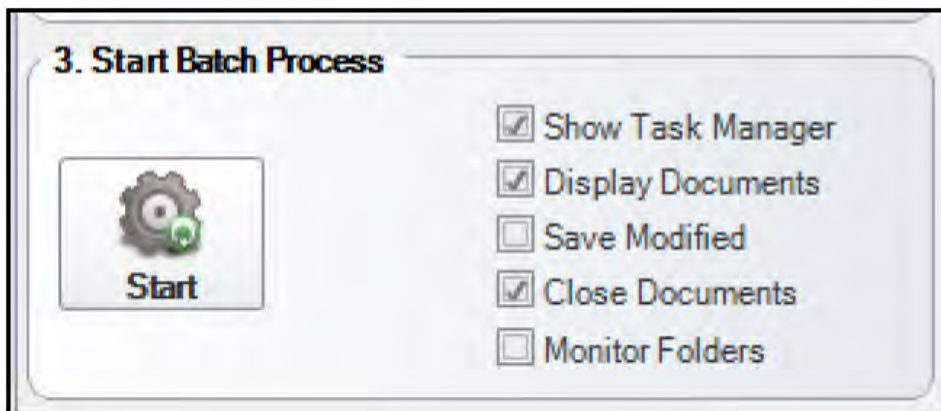 3. Start Batch Process
Show Task Manager
Display Documents
Save Modified
Close Documents
Monitor Folders
Start